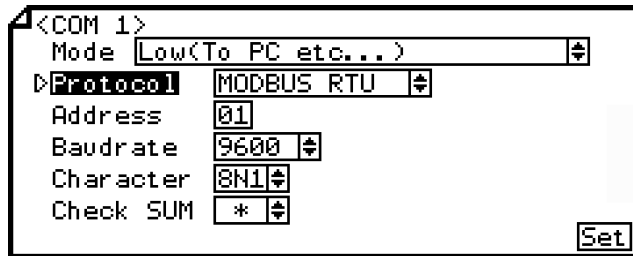 <COM 1>
Mode Low(To PC etc...)
Protocol MODBUS RTU
Address 01
Baudrate 9600
Character 8N1
Check SUM *
Set